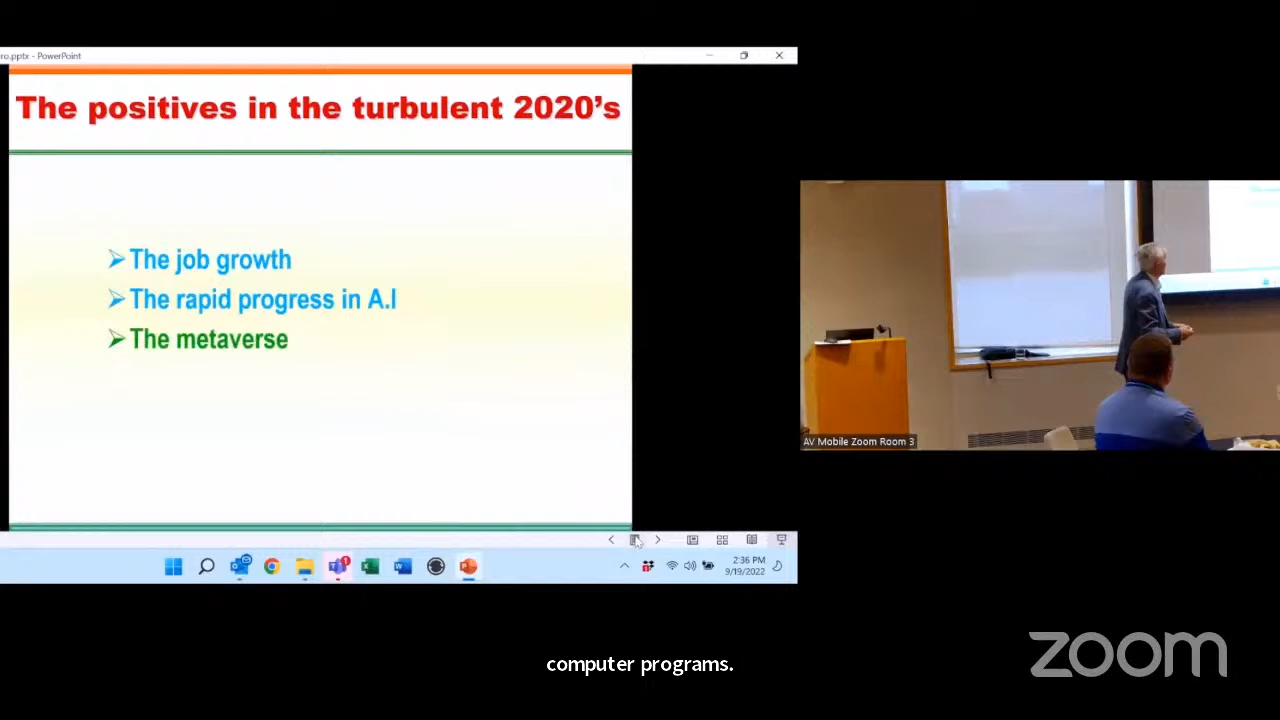 ro.pptx - PowerPoint
The positives in the turbulent 2020's
The job growth
The rapid progress in A.I
The metaverse
AV Mobile Zoom Room 3
2:36 PM
9/19/2022
computer programs.
zoom